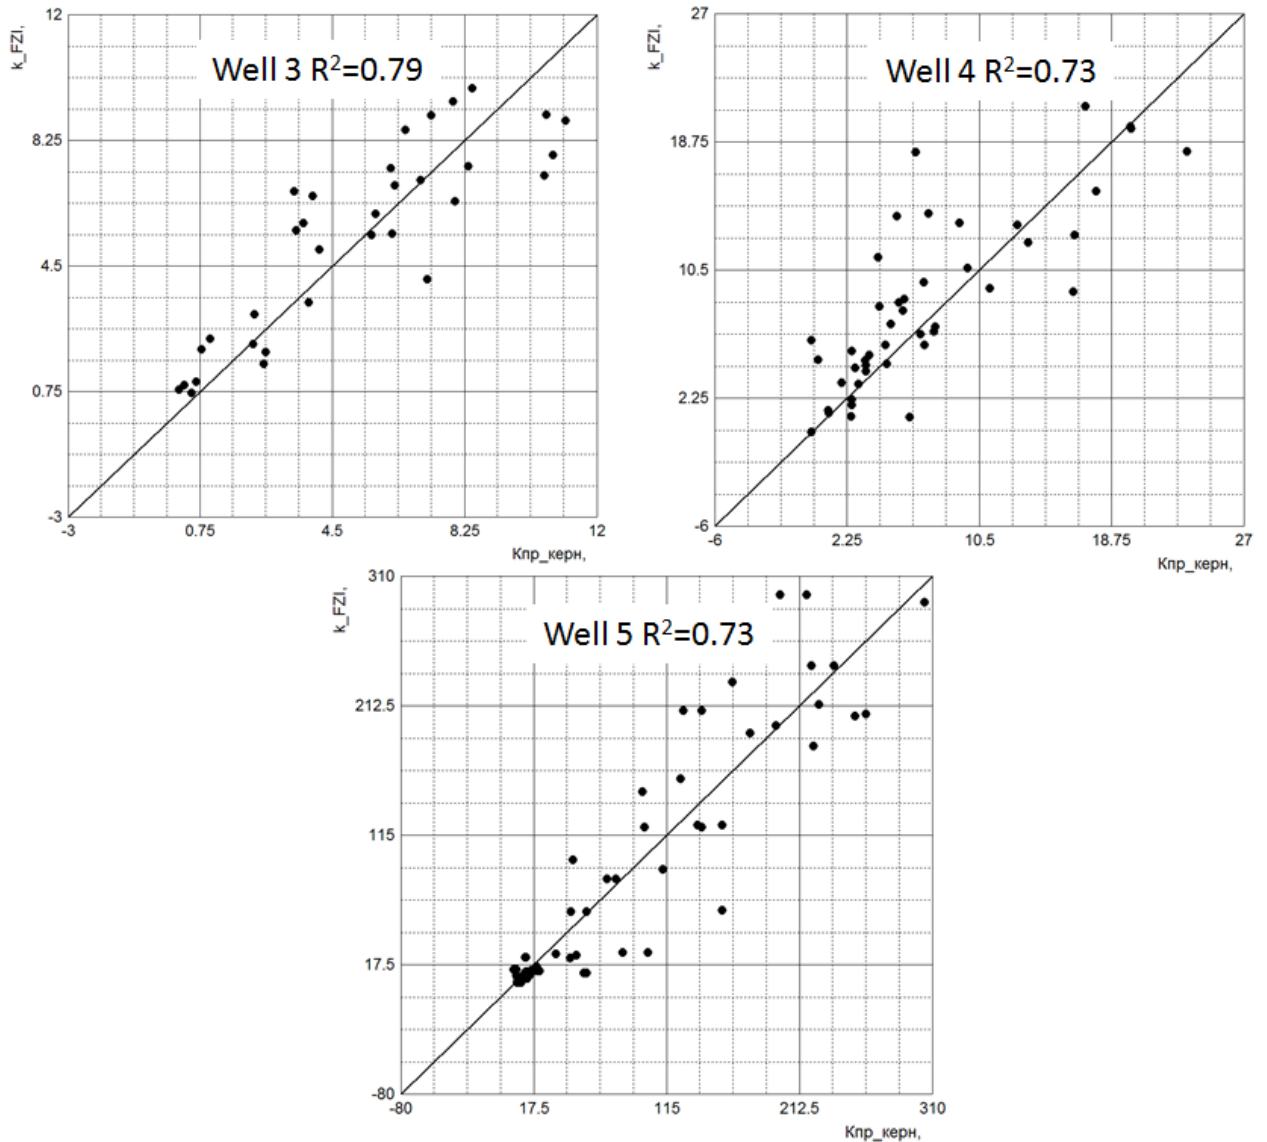 12
k_FZI,
Well 3 R²=0.79
8.25
4.5
0.75
-3
-3 0.75 4.5 8.25 12
Кпр_керн,
27
k_FZI,
Well 4 R²=0.73
18.75
10.5
2.25
-6
-6 2.25 10.5 18.75 27
Кпр_керн,
310
k_FZI,
Well 5 R²=0.73
212.5
115
17.5
-80
-80 17.5 115 212.5 310
Кпр_керн,